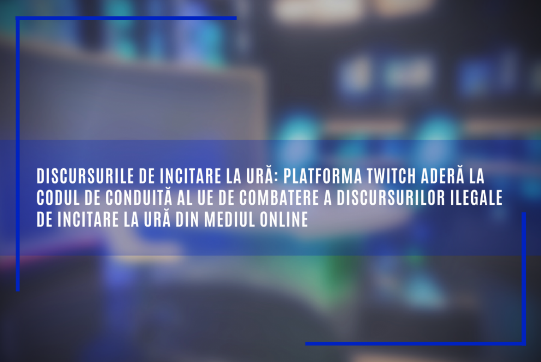 DISCURSURILE DE INCITARE LA URĂ: PLATFORMA TWITCH ADERĂ LA
CODUL DE CONDUITĂ AL UE DE COMBATERE A DISCURSURILOR ILEGALE
DE INCITARE LA URĂ DIN MEDIUL ONLINE